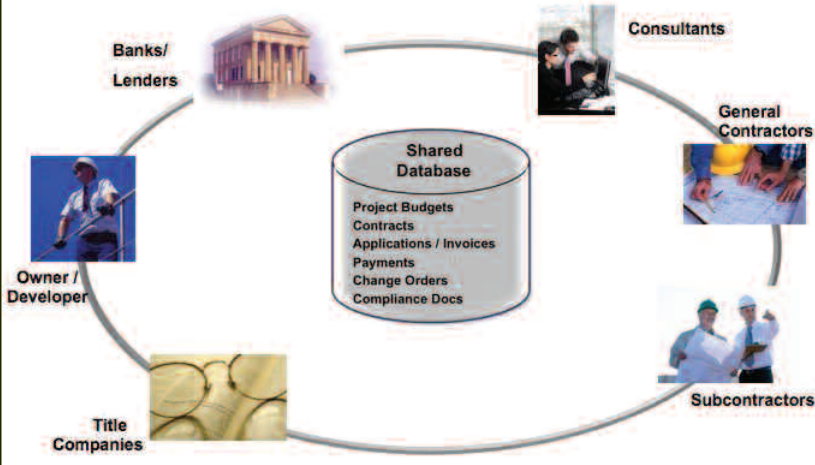 Banks/
Lenders
Consultants
General
Contractors
Shared
Database
Project Budgets
Contracts
Applications / Invoices
Payments
Change Orders
Compliance Docs
Owner /
Developer
Subcontractors
Title
Companies